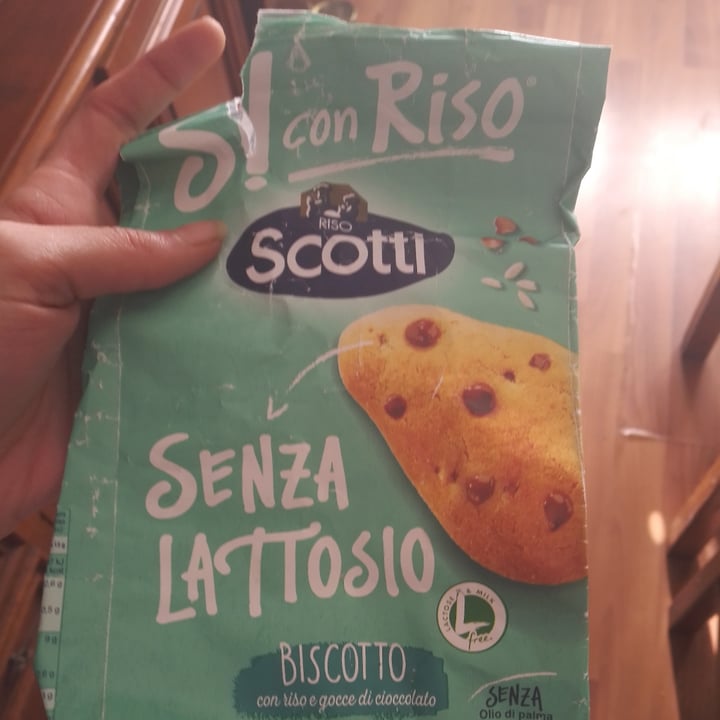 Sì! con Riso
RISO
Scotti
SENZA
LATTOSIO
LACTOSE & MILK
free
BISCOTTO
con riso e gocce di cioccolato
SENZA
Olio di palma